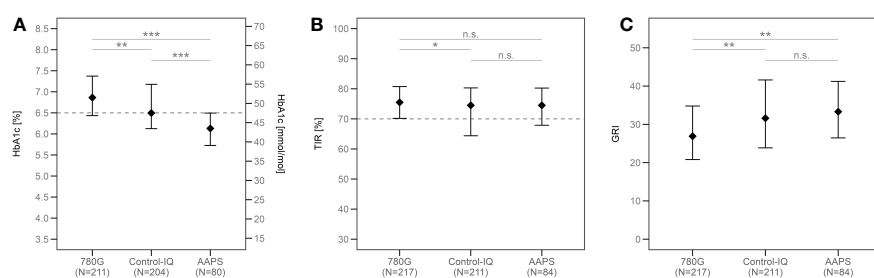 A
***
**
***
HbA1c [%]
8.5
8.0
7.5
7.0
6.5
6.0
5.5
5.0
4.5
4.0
3.5
HbA1c [mmol/mol]
70
65
60
55
50
45
40
35
30
25
20
15
780G Control-IQ AAPS
(N=211) (N=204) (N=80)
B
n.s.
*
n.s.
TIR [%]
100
90
80
70
60
50
40
30
780G Control-IQ AAPS
(N=217) (N=211) (N=84)
C
**
**
n.s.
GRI
50
40
30
20
10
0
780G Control-IQ AAPS
(N=217) (N=211) (N=84)